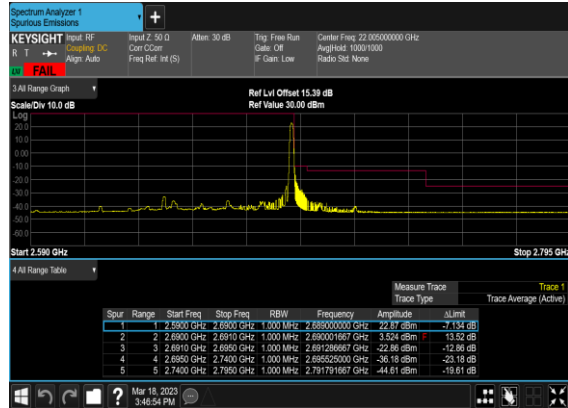 Spectrum Analyzer 1
Spurious Emissions
+
KEYSIGHT
R T
LV FAIL
Input: RF
Coupling: DC
Align: Auto
Input Z: 50 Ω
Corr CCorr
Freq Ref: Int (S)
Atten: 30 dB
Trig: Free Run
Gate: Off
IF Gain: Low
Center Freq: 22.005000000 GHz
Avg|Hold: 1000/1000
Radio Std: None
3 All Range Graph
Ref Lvl Offset 15.39 dB
Scale/Div 10.0 dB
Ref Value 30.00 dBm
Log
20.0
10.0
0.00
-10.0
-20.0
-30.0
-40.0
-50.0
-60.0
Start 2.590 GHz
Stop 2.795 GHz
4 All Range Table
Measure Trace Trace 1
Trace Type Trace Average (Active)
Spur Range Start Freq Stop Freq RBW Frequency Amplitude ΔLimit
1 1 2.5900 GHz 2.6900 GHz 1.000 MHz 2.689000000 GHz 22.87 dBm -7.134 dB
2 2 2.6900 GHz 2.6910 GHz 1.000 MHz 2.690001667 GHz 3.524 dBm F 13.52 dB
3 3 2.6910 GHz 2.6950 GHz 1.000 MHz 2.691286667 GHz -22.86 dBm -12.86 dB
4 4 2.6950 GHz 2.7400 GHz 1.000 MHz 2.695525000 GHz -36.18 dBm -23.18 dB
5 5 2.7400 GHz 2.7950 GHz 1.000 MHz 2.791791667 GHz -44.61 dBm -19.61 dB
?
Mar 18, 2023
3:46:54 PM